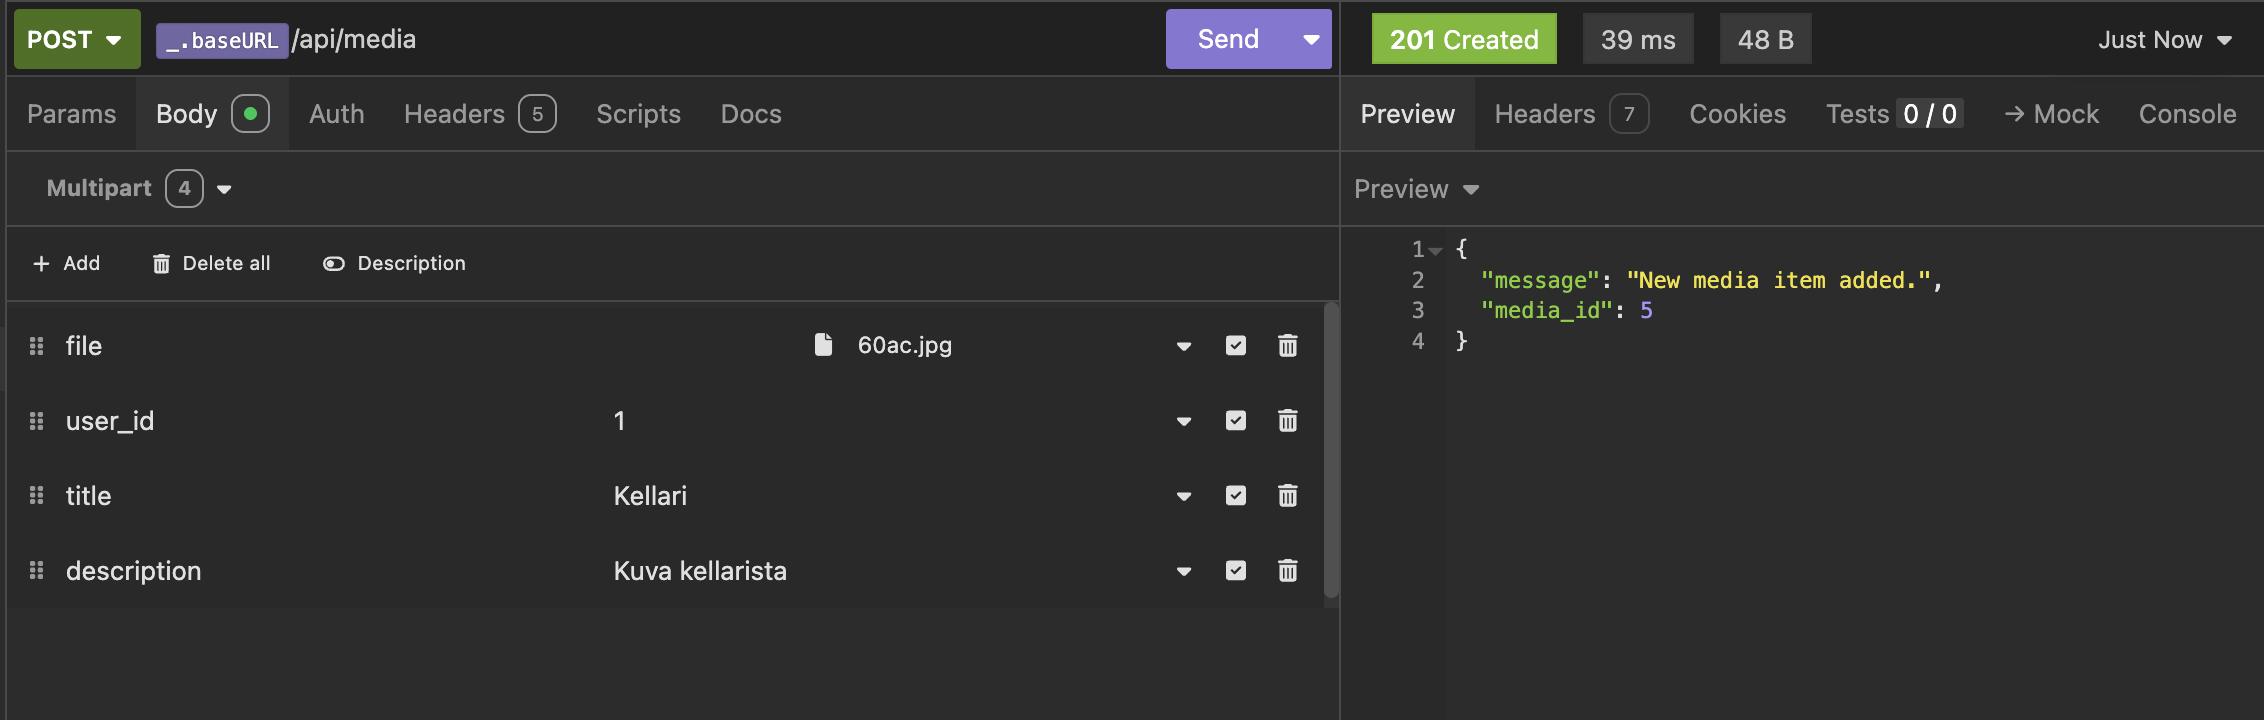 POST _.baseURL/api/media Send
Params Body Auth Headers 5 Scripts Docs
Multipart 4
+ Add Delete all Description
file 60ac.jpg
user_id 1
title Kellari
description Kuva kellarista
201 Created 39 ms 48 B Just Now
Preview Headers 7 Cookies Tests 0 / 0 → Mock Console
Preview
1 {
2 "message": "New media item added.",
3 "media_id": 5
4 }